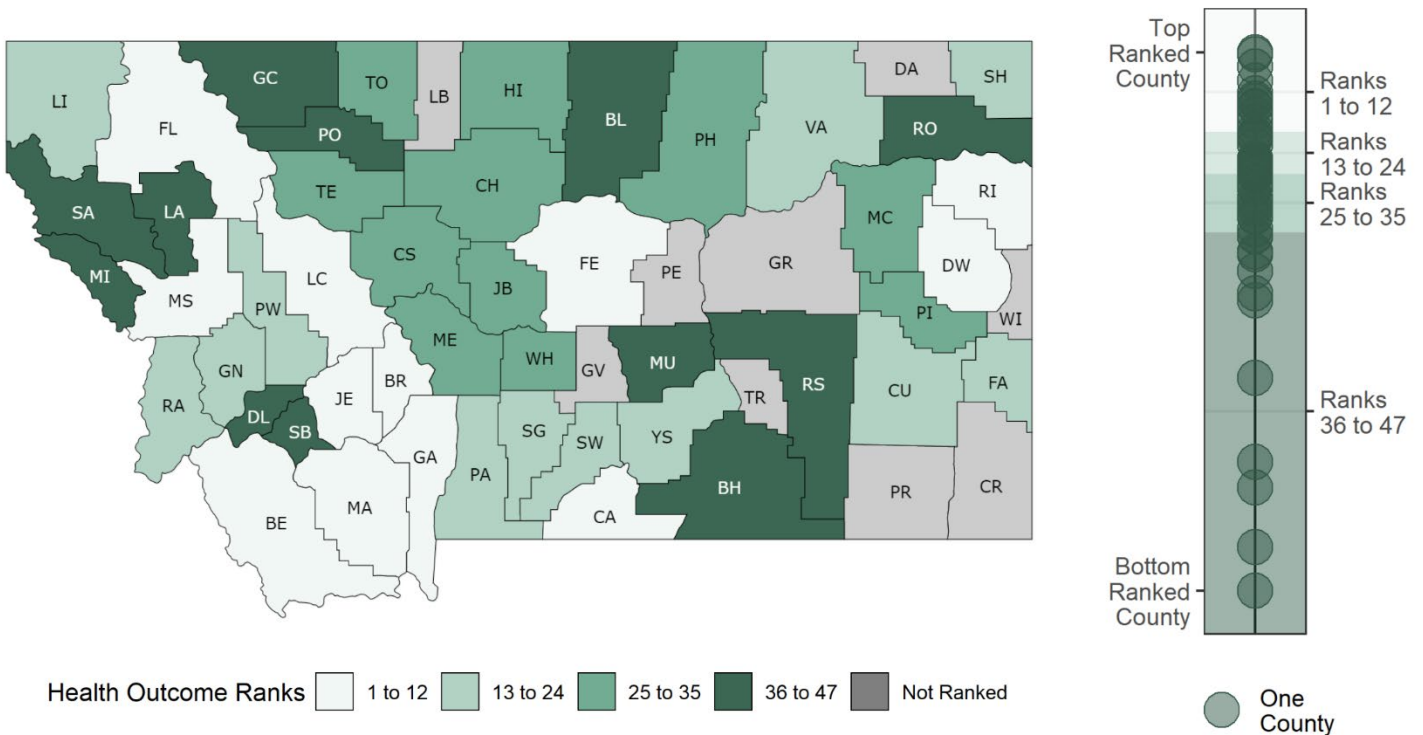 GC
TO
LB
HI
BL
PH
VA
DA
SH
LI
FL
PO
RO
TE
CH
SA
LA
RI
MC
CS
FE
PE
GR
DW
MI
MS
LC
JB
PW
PI
WI
ME
WH
GV
MU
RS
GN
BR
JE
TR
CU
FA
RA
DL
SB
SG
SW
YS
GA
PA
BH
PR
CR
BE
MA
CA
Health Outcome Ranks
1 to 12
13 to 24
25 to 35
36 to 47
Not Ranked
Top
Ranked
County
Ranks
1 to 12
Ranks
13 to 24
Ranks
25 to 35
Ranks
36 to 47
Bottom
Ranked
County
One
County